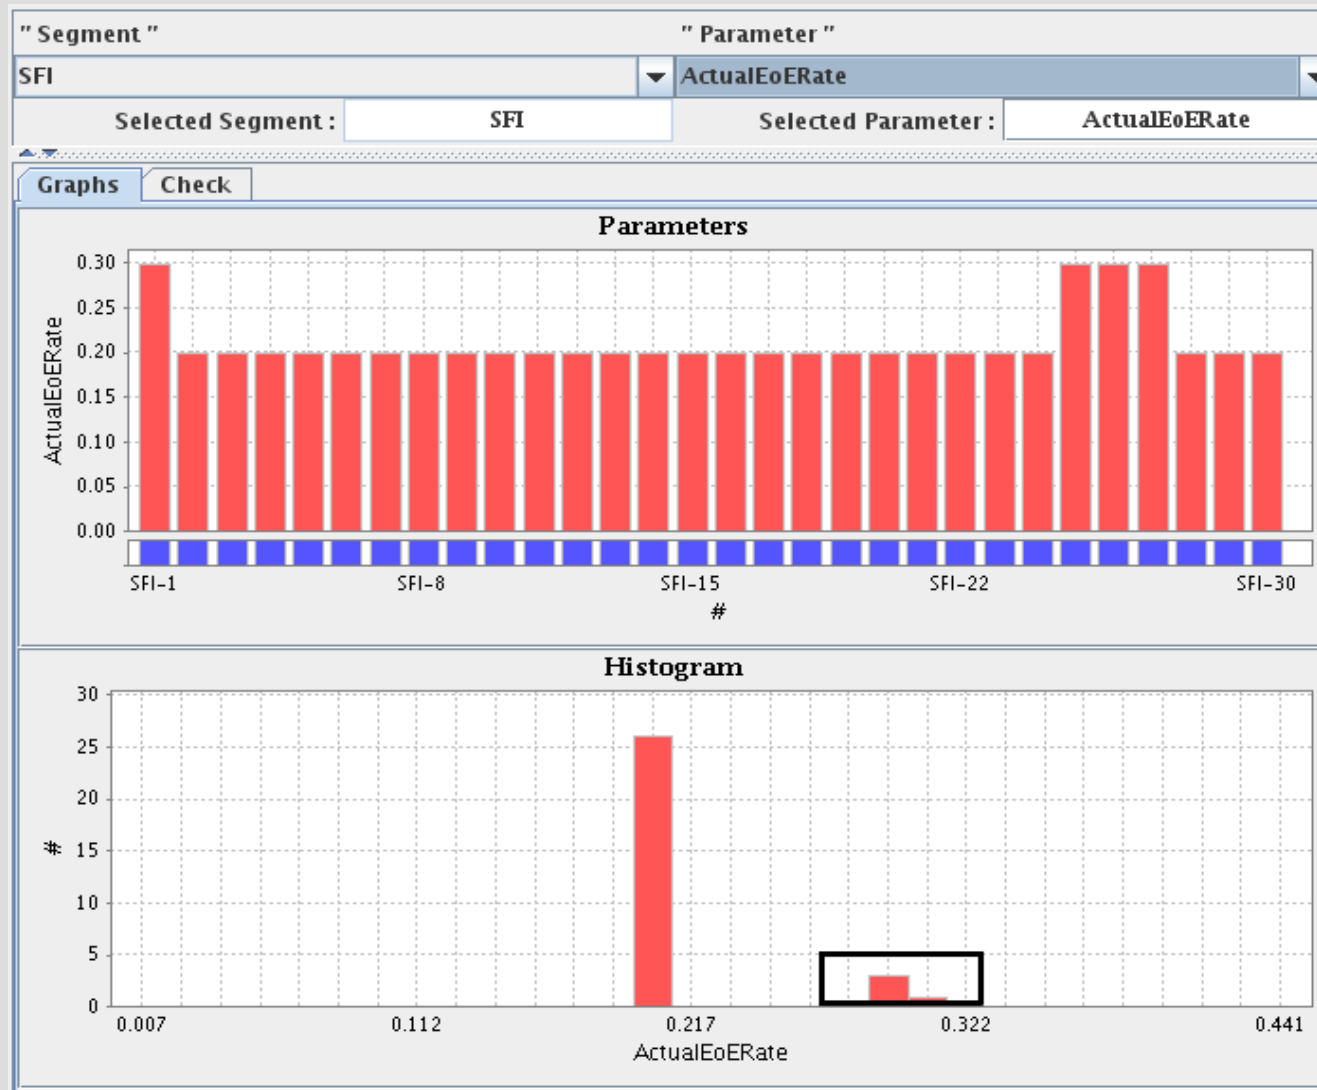 " Segment " " Parameter "
SFI ActualEoERate
Selected Segment : SFI Selected Parameter : ActualEoERate
Graphs Check
Parameters
0.30
0.25
0.20
0.15
0.10
0.05
0.00
ActualEoERate
SFI-1 SFI-8 SFI-15 SFI-22 SFI-30
#
Histogram
30
25
20
15
10
5
0
#
0.007 0.112 0.217 0.322 0.441
ActualEoERate